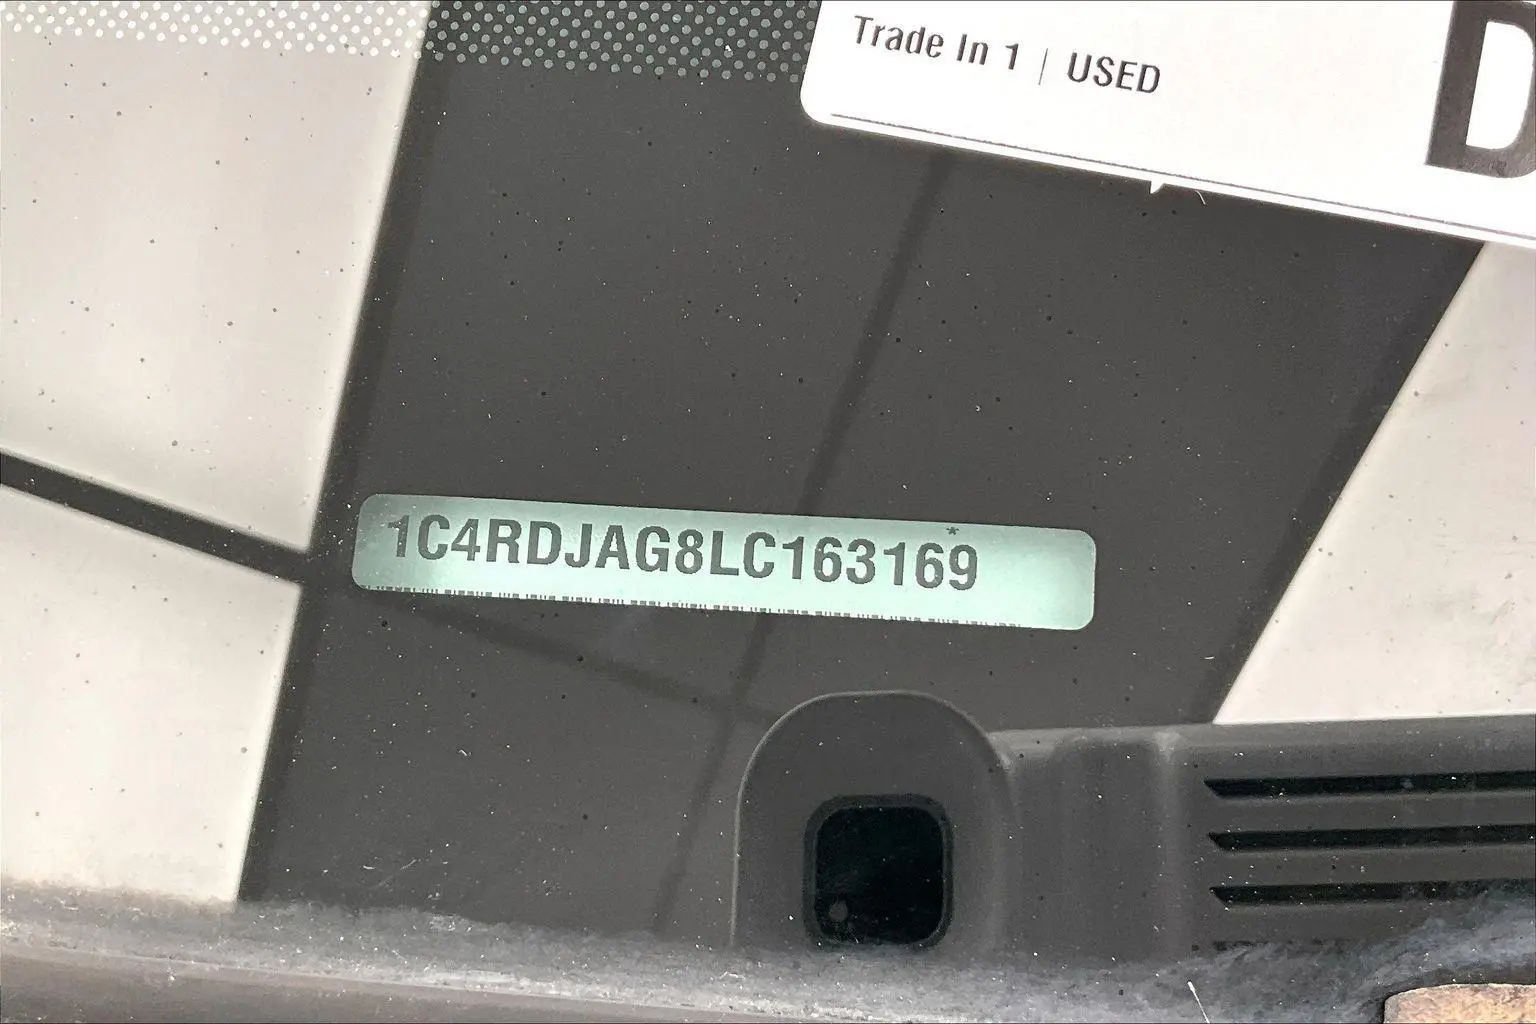 Trade In 1 | USED
D
1C4RDJAG8LC163169*